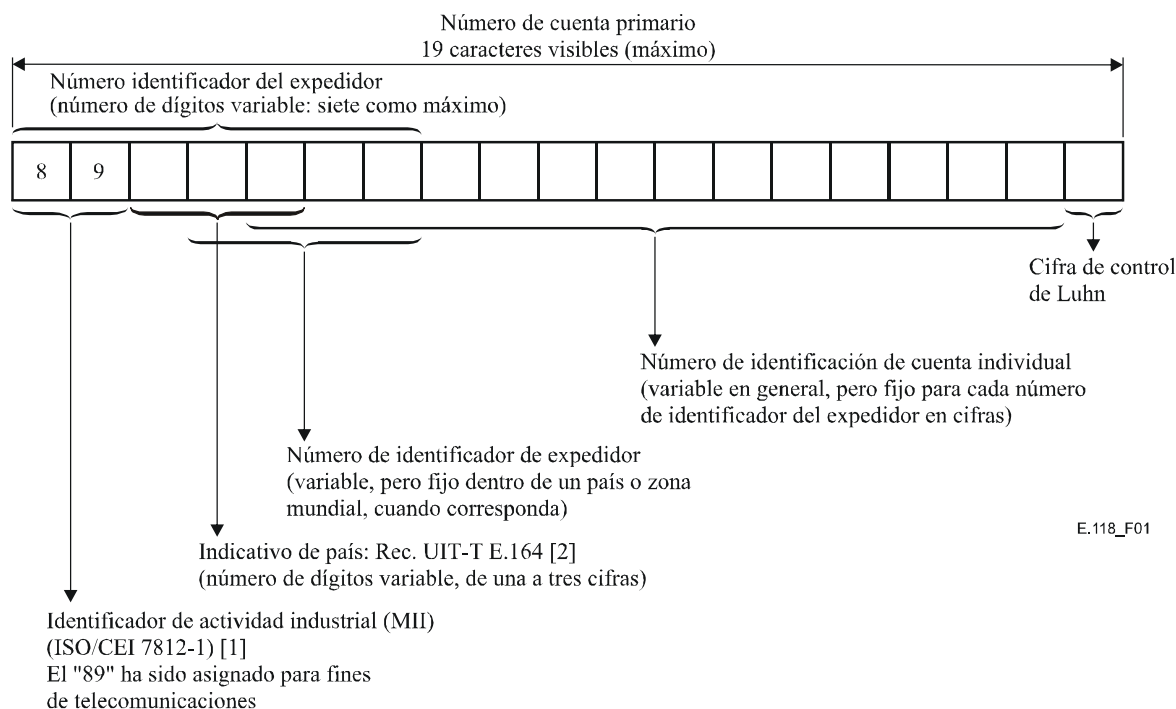 Número de cuenta primario
19 caracteres visibles (máximo)
Número identificador del expedidor
(número de dígitos variable: siete como máximo)
8 9
Cifra de control
de Luhn
Número de identificación de cuenta individual
(variable en general, pero fijo para cada número
de identificador del expedidor en cifras)
Número de identificador de expedidor
(variable, pero fijo dentro de un país o zona
mundial, cuando corresponda)
E.118_F01
Indicativo de país: Rec. UIT-T E.164 [2]
(número de dígitos variable, de una a tres cifras)
Identificador de actividad industrial (MII)
(ISO/CEI 7812-1) [1]
El "89" ha sido asignado para fines
de telecomunicaciones